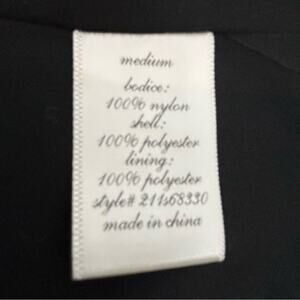 medium
bodice:
100% nylon
shell:
100% polyester
lining:
100% polyester
style# 211s68330
made in china